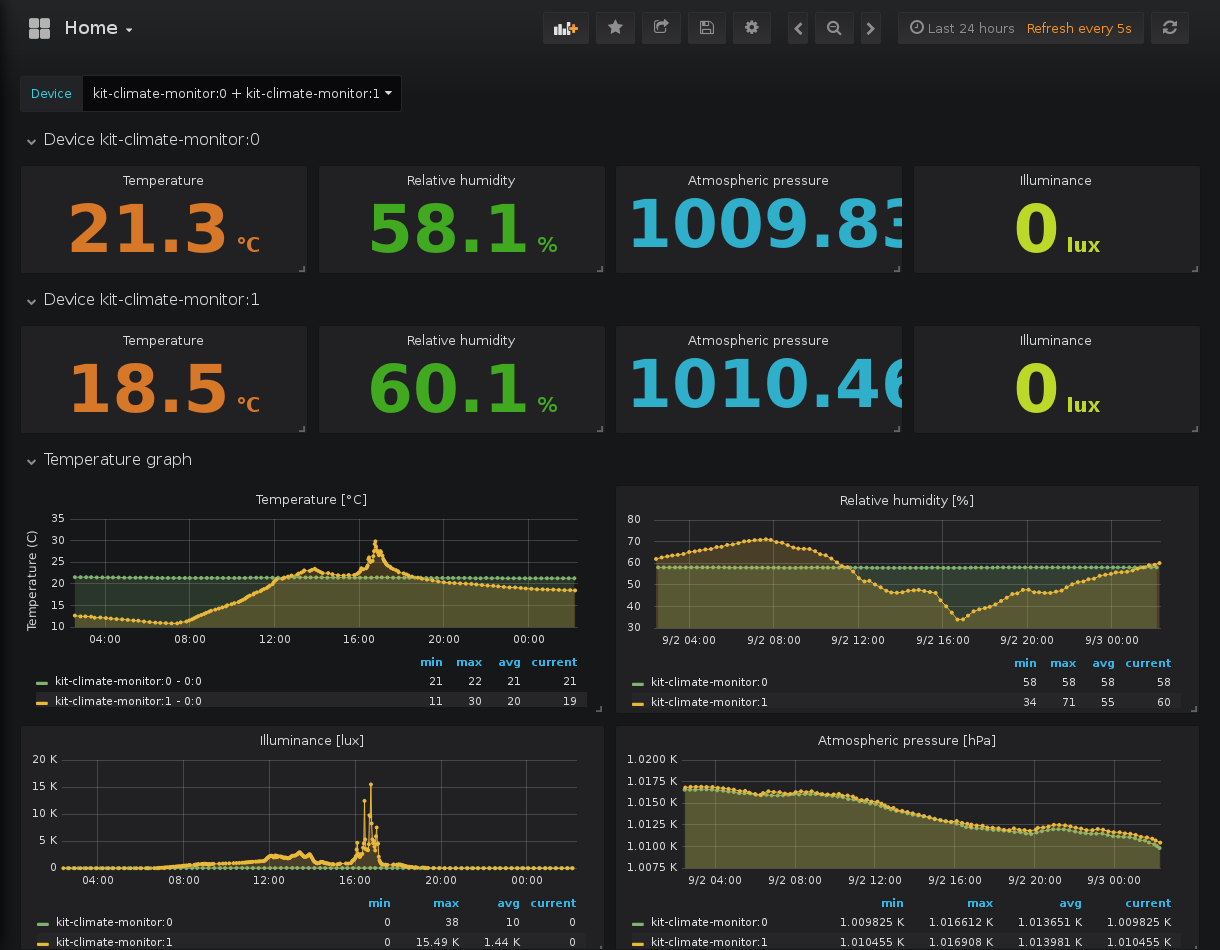 Home
Last 24 hours Refresh every 5s
Device kit-climate-monitor:0 + kit-climate-monitor:1
Device kit-climate-monitor:0
Temperature Relative humidity Atmospheric pressure Illuminance
21.3 °C 58.1 % 1009.83 0 lux
Device kit-climate-monitor:1
Temperature Relative humidity Atmospheric pressure Illuminance
18.5 °C 60.1 % 1010.46 0 lux
Temperature graph
Temperature [°C]
Temperature (C)
35
30
25
20
15
10
04:00 08:00 12:00 16:00 20:00 00:00
min max avg current
kit-climate-monitor:0 - 0:0 21 22 21 21
kit-climate-monitor:1 - 0:0 11 30 20 19
Relative humidity [%]
80
70
60
50
40
30
9/2 04:00 9/2 08:00 9/2 12:00 9/2 16:00 9/2 20:00 9/3 00:00
min max avg current
kit-climate-monitor:0 58 58 58 58
kit-climate-monitor:1 34 71 55 60
Illuminance [lux]
20 K
15 K
10 K
5 K
0
04:00 08:00 12:00 16:00 20:00 00:00
min max avg current
kit-climate-monitor:0 0 38 10 0
kit-climate-monitor:1 0 15.49 K 1.44 K 0
Atmospheric pressure [hPa]
1.0200 K
1.0175 K
1.0150 K
1.0125 K
1.0100 K
1.0075 K
9/2 04:00 9/2 08:00 9/2 12:00 9/2 16:00 9/2 20:00 9/3 00:00
min max avg current
kit-climate-monitor:0 1.009825 K 1.016612 K 1.013651 K 1.009825 K
kit-climate-monitor:1 1.010455 K 1.016908 K 1.013981 K 1.010455 K